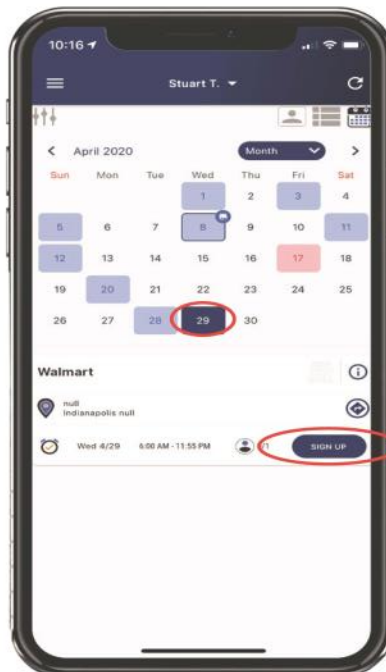 10:16
Stuart T.
April 2020 Month
Sun Mon Tue Wed Thu Fri Sat
1 2 3 4
5 6 7 8 9 10 11
12 13 14 15 16 17 18
19 20 21 22 23 24 25
26 27 28 29 30
Walmart
null
Indianapolis null
Wed 4/29 6:00 AM - 11:55 PM /1 SIGN UP